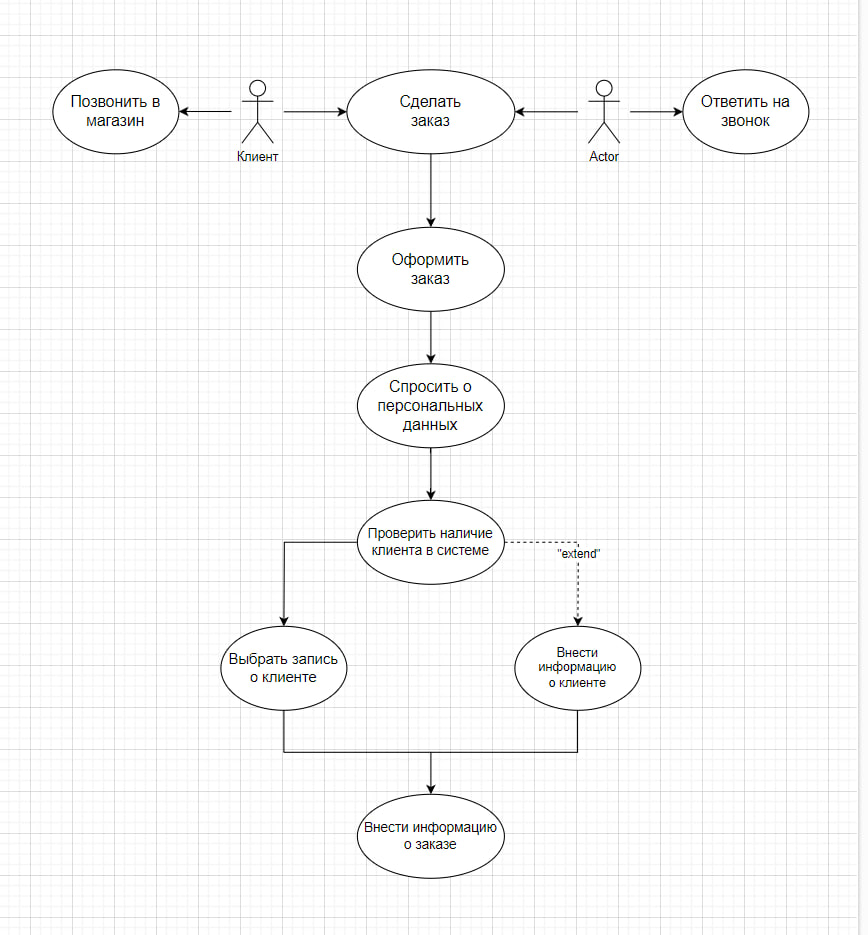 Позвонить в
магазин
Клиент
Сделать
заказ
Actor
Ответить на
звонок
Оформить
заказ
Спросить о
персональных
данных
Проверить наличие
клиента в системе
"extend"
Выбрать запись
о клиенте
Внести
информацию
о клиенте
Внести информацию
о заказе